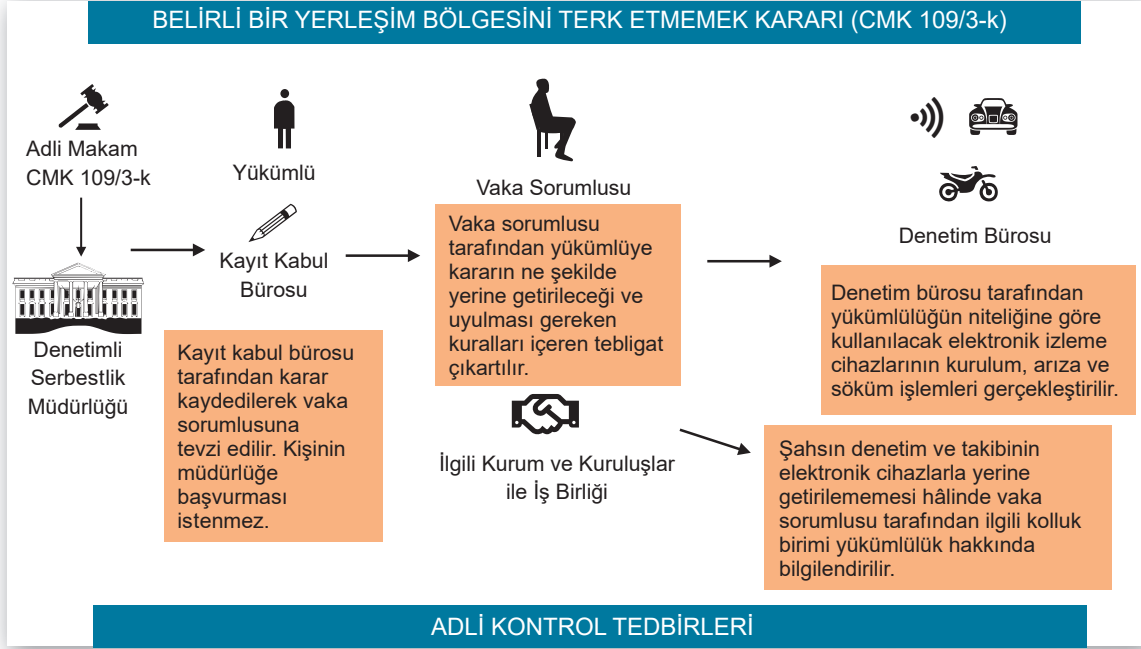 BELİRLİ BİR YERLEŞİM BÖLGESİNİ TERK ETMEMEK KARARI (CMK 109/3-k)
Adli Makam
CMK 109/3-k
Denetimli
Serbestlik
Müdürlüğü
Yükümlü
Kayıt Kabul
Bürosu
Kayıt kabul bürosu
tarafından karar
kaydedilerek vaka
sorumlusuna
tevzi edilir. Kişinin
müdürlüğe
başvurması
istenmez.
Vaka Sorumlusu
Vaka sorumlusu
tarafından yükümlüye
kararın ne şekilde
yerine getirileceği ve
uyulması gereken
kuralları içeren tebligat
çıkartılır.
İlgili Kurum ve Kuruluşlar
ile İş Birliği
Denetim Bürosu
Denetim bürosu tarafından
yükümlülüğün niteliğine göre
kullanılacak elektronik izleme
cihazlarının kurulum, arıza ve
söküm işlemleri gerçekleştirilir.
Şahsın denetim ve takibinin
elektronik cihazlarla yerine
getirilememesi hâlinde vaka
sorumlusu tarafından ilgili kolluk
birimi yükümlülük hakkında
bilgilendirilir.
ADLİ KONTROL TEDBİRLERİ